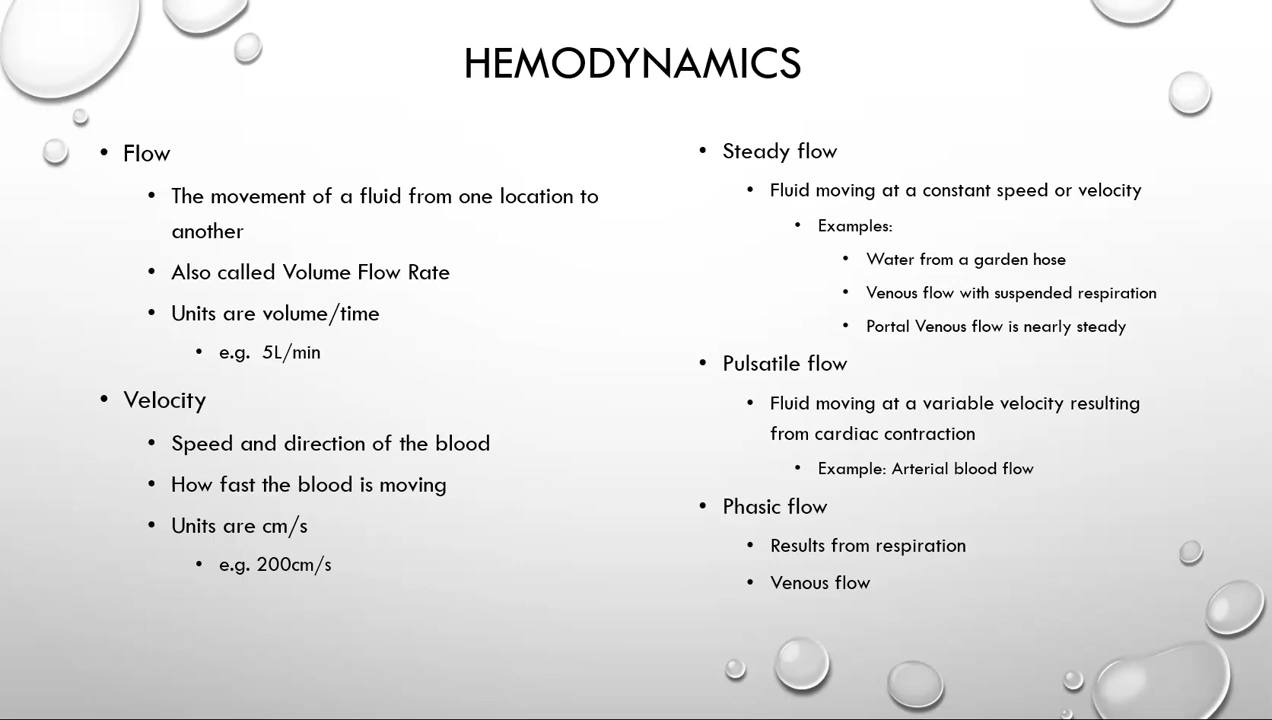 HEMODYNAMICS
• Flow
• The movement of a fluid from one location to
another
• Also called Volume Flow Rate
• Units are volume/time
• e.g. 5L/min
• Velocity
• Speed and direction of the blood
• How fast the blood is moving
• Units are cm/s
• e.g. 200cm/s
• Steady flow
• Fluid moving at a constant speed or velocity
• Examples:
• Water from a garden hose
• Venous flow with suspended respiration
• Portal Venous flow is nearly steady
• Pulsatile flow
• Fluid moving at a variable velocity resulting
from cardiac contraction
• Example: Arterial blood flow
• Phasic flow
• Results from respiration
• Venous flow